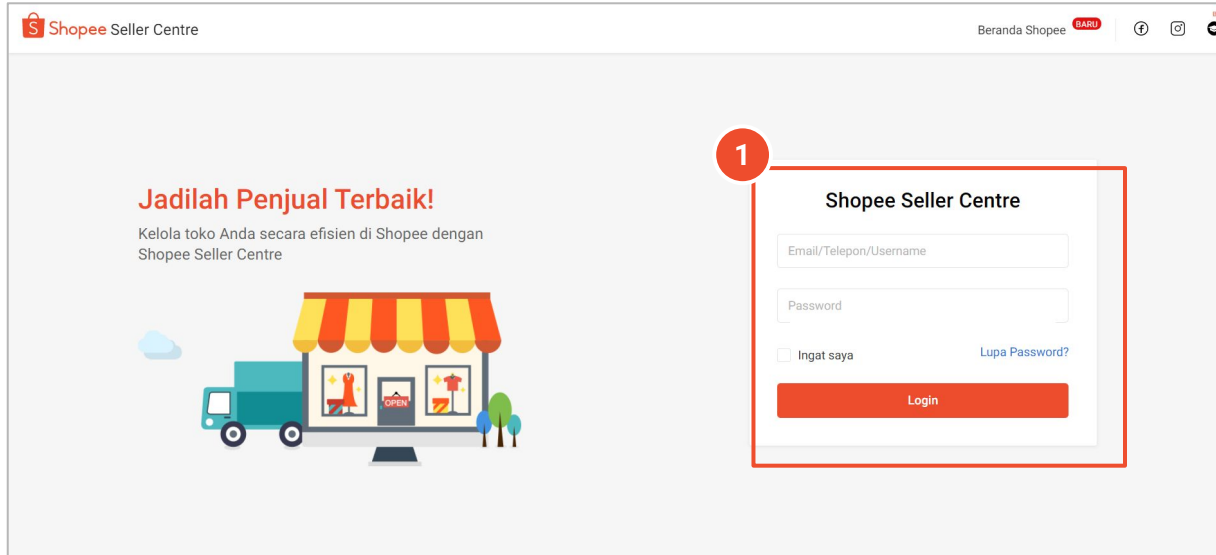 Shopee Seller Centre
Beranda Shopee BARU
1
Jadilah Penjual Terbaik!
Kelola toko Anda secara efisien di Shopee dengan
Shopee Seller Centre
OPEN
Shopee Seller Centre
Email/Telepon/Username
Password
Ingat saya
Lupa Password?
Login